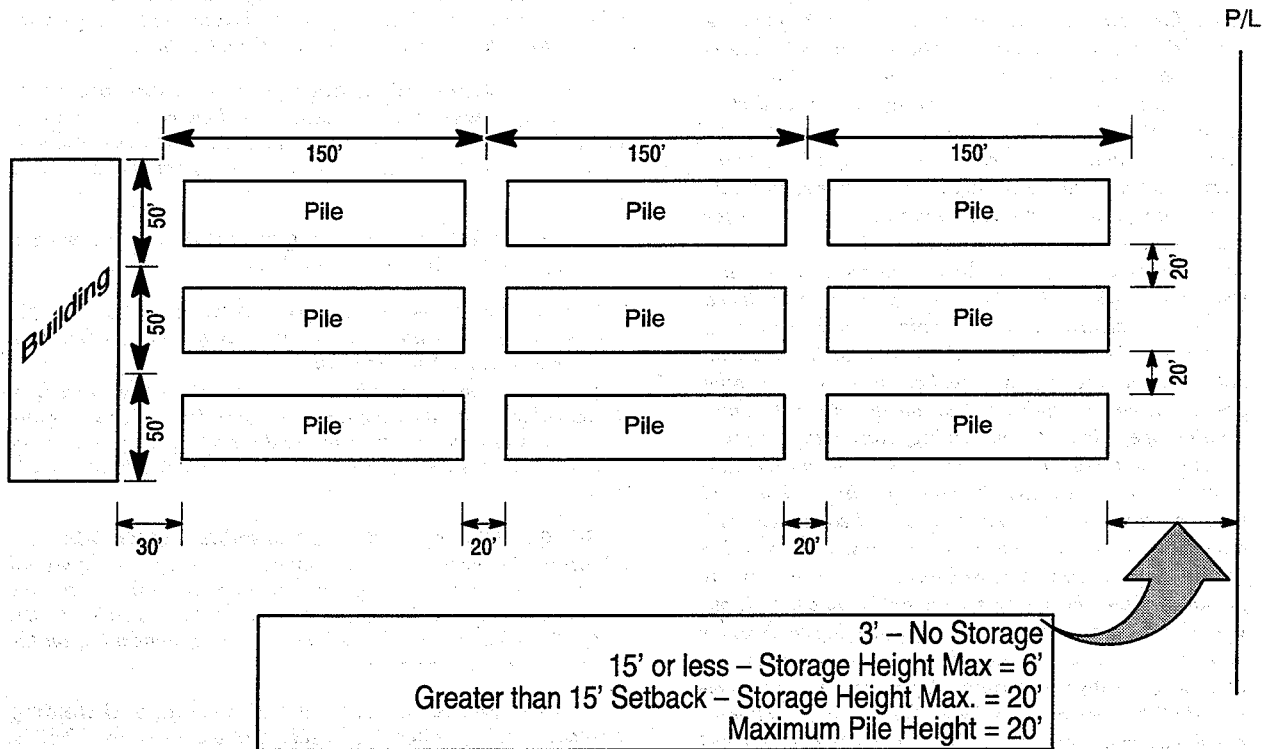 P/L
150' 150' 150'
Building
50'
50'
50'
Pile Pile Pile
Pile Pile Pile
Pile Pile Pile
20'
20'
30' 20' 20'
3' – No Storage
15' or less – Storage Height Max = 6'
Greater than 15' Setback – Storage Height Max. = 20'
Maximum Pile Height = 20'